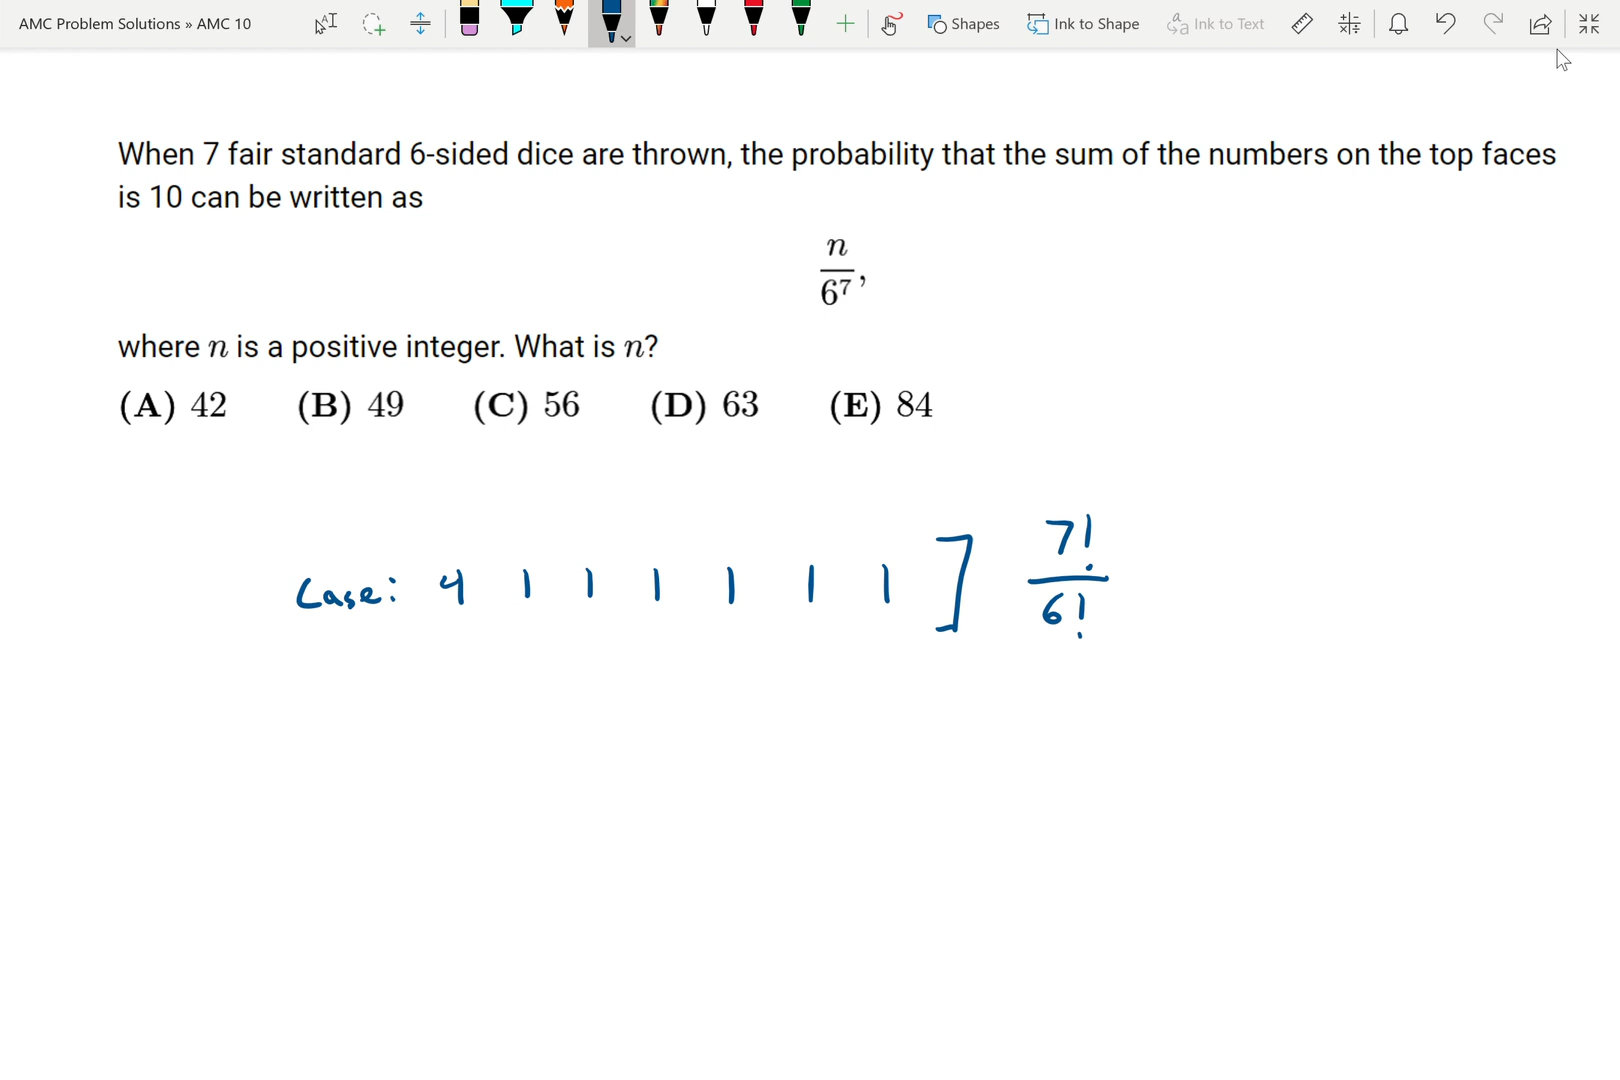 AMC Problem Solutions » AMC 10 Shapes Ink to Shape Ink to Text
When 7 fair standard 6-sided dice are thrown, the probability that the sum of the numbers on the top faces
is 10 can be written as
n
6⁷ ,
where n is a positive integer. What is n?
(A) 42 (B) 49 (C) 56 (D) 63 (E) 84
Case: 4 1 1 1 1 1 1 ] 7!
6!